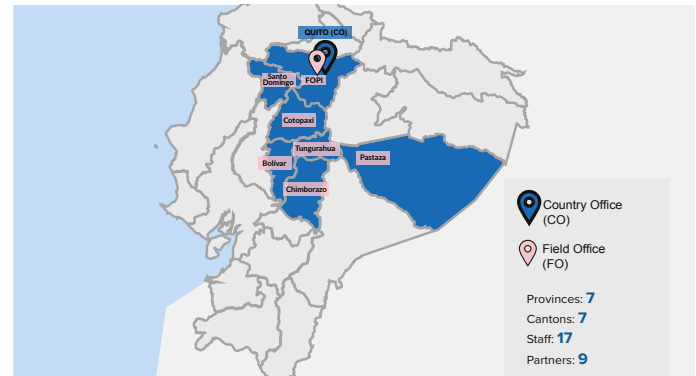 QUITO (CO)
Santo
Domingo
FOPI
Cotopaxi
Tungurahua
Pastaza
Bolívar
Chimborazo
Country Office
(CO)
Field Office
(FO)
Provinces: 7
Cantons: 7
Staff: 17
Partners: 9